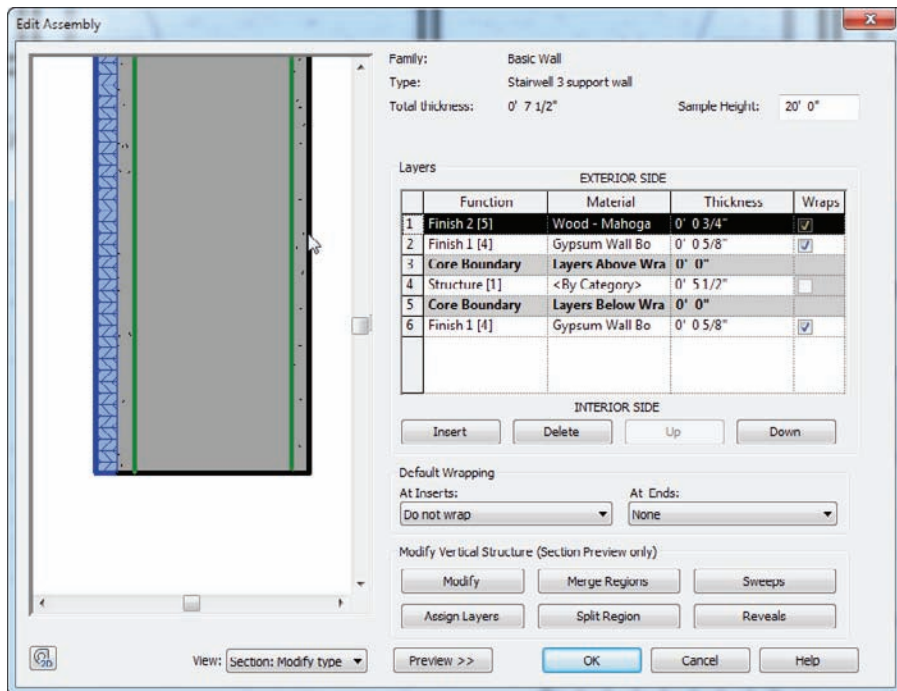 Edit Assembly
Family: Basic Wall
Type: Stairwell 3 support wall
Total thickness: 0' 7 1/2" Sample Height: 20' 0"
Layers
EXTERIOR SIDE
Function Material Thickness Wraps
1 Finish 2 [5] Wood - Mahoga 0' 0 3/4"
2 Finish 1 [4] Gypsum Wall Bo 0' 0 5/8"
3 Core Boundary Layers Above Wra 0' 0"
4 Structure [1] <By Category> 0' 5 1/2"
5 Core Boundary Layers Below Wra 0' 0"
6 Finish 1 [4] Gypsum Wall Bo 0' 0 5/8"
INTERIOR SIDE
Insert Delete Up Down
Default Wrapping
At Inserts: At Ends:
Do not wrap None
Modify Vertical Structure (Section Preview only)
Modify Merge Regions Sweeps
Assign Layers Split Region Reveals
2D View: Section: Modify type Preview >> OK Cancel Help